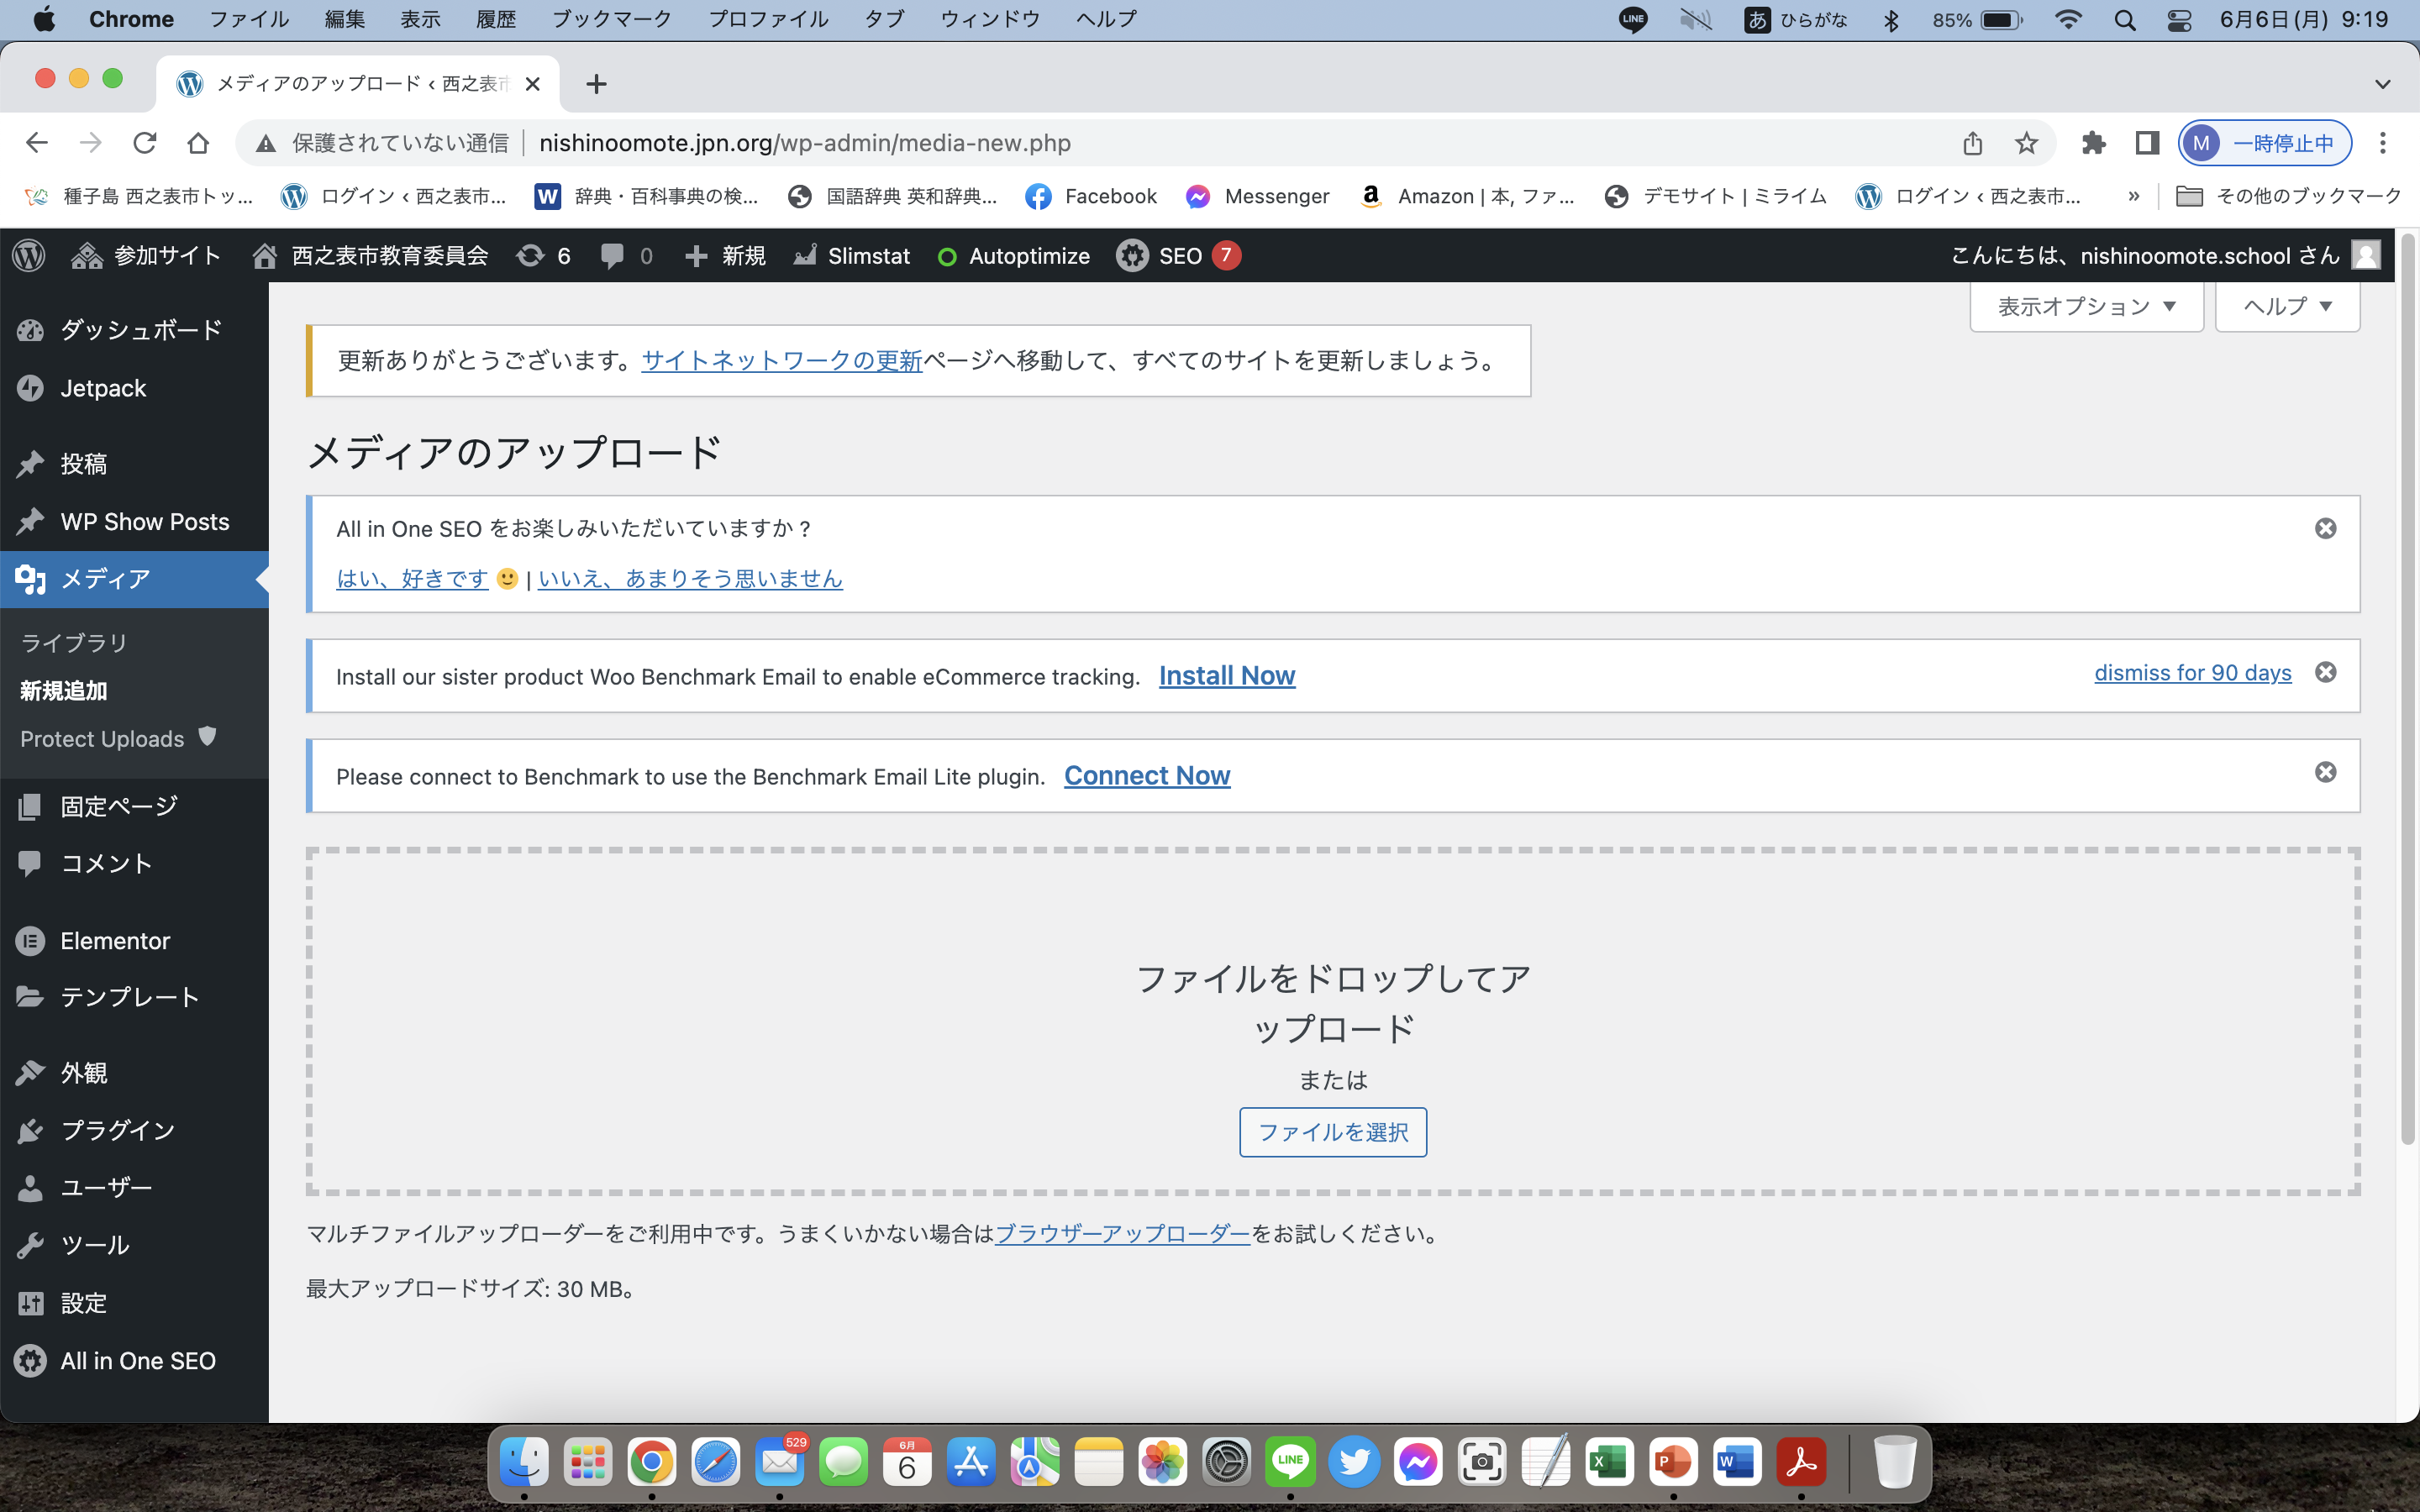 Chrome ファイル 編集 表示 履歴 ブックマーク プロファイル タブ ウィンドウ ヘルプ LINE あ ひらがな 85% 6月6日(月) 9:19
メディアのアップロード ‹ 西之表市
保護されていない通信 nishinoomote.jpn.org/wp-admin/media-new.php M 一時停止中
種子島 西之表市トッ... ログイン ‹ 西之表市... W 辞典・百科事典の検... 国語辞典 英和辞典... Facebook Messenger a Amazon | 本, ファ... デモサイト | ミライム ログイン ‹ 西之表市... » その他のブックマーク
参加サイト 西之表市教育委員会 6 0 新規 Slimstat Autoptimize SEO 7 こんにちは、nishinoomote.school さん
表示オプション ▼ ヘルプ ▼
ダッシュボード
Jetpack
投稿
WP Show Posts
メディア
ライブラリ
新規追加
Protect Uploads
固定ページ
コメント
Elementor
テンプレート
外観
プラグイン
ユーザー
ツール
設定
All in One SEO
更新ありがとうございます。サイトネットワークの更新ページへ移動して、すべてのサイトを更新しましょう。
メディアのアップロード
All in One SEO をお楽しみいただいていますか ?
はい、好きです 🙂 | いいえ、あまりそう思いません
Install our sister product Woo Benchmark Email to enable eCommerce tracking. Install Now dismiss for 90 days
Please connect to Benchmark to use the Benchmark Email Lite plugin. Connect Now
ファイルをドロップしてア
ップロード
または
ファイルを選択
マルチファイルアップローダーをご利用中です。うまくいかない場合はブラウザーアップローダーをお試しください。
最大アップロードサイズ: 30 MB。
529 6月 6 LINE X P W